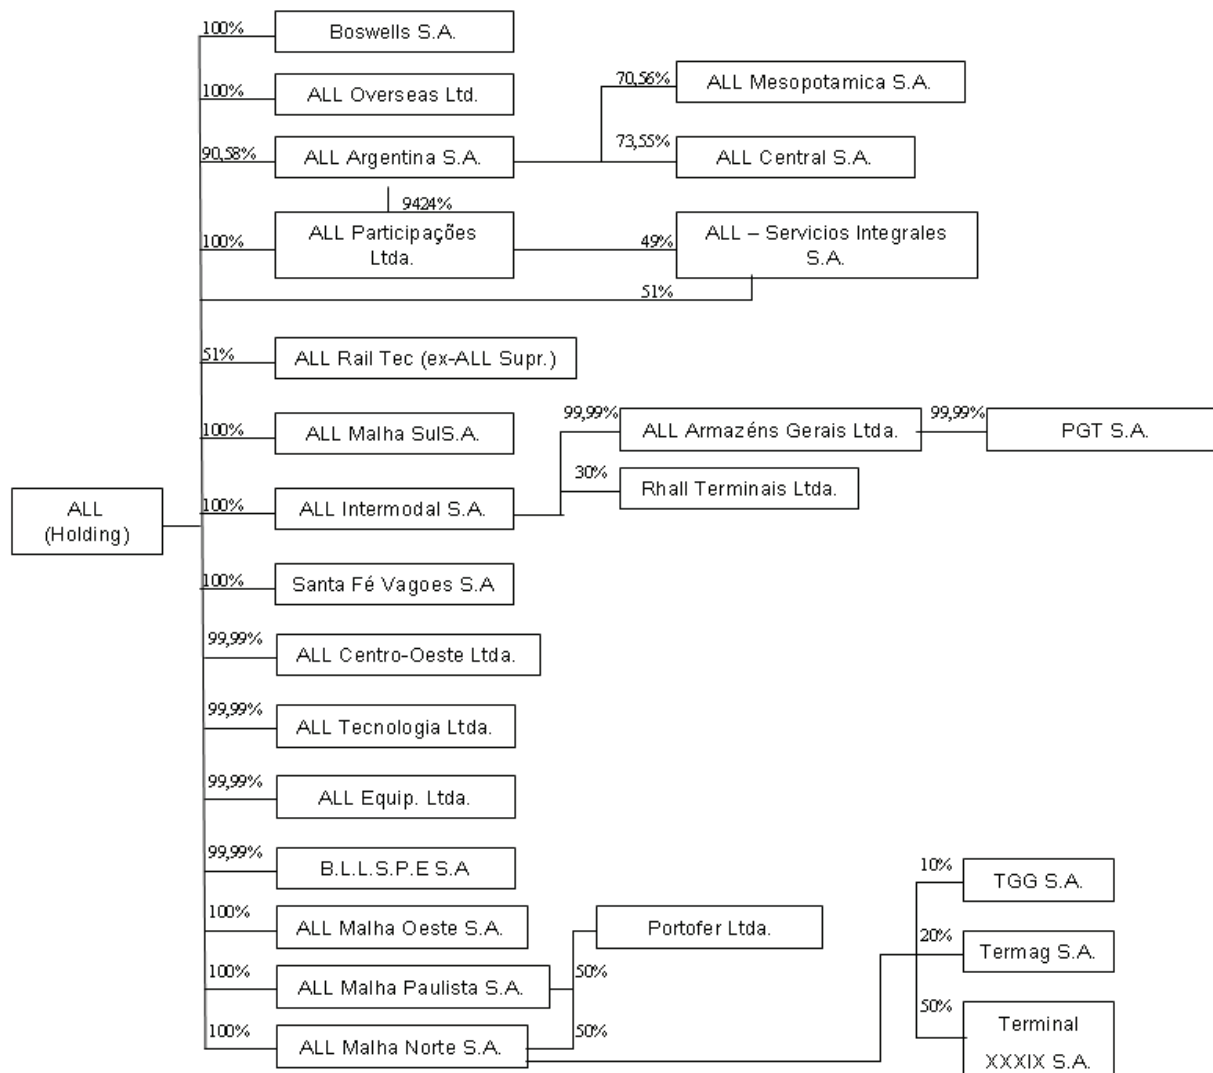 100%
Boswells S.A.
100%
ALL Overseas Ltd.
70,56%
ALL Mesopotamica S.A.
90,58%
ALL Argentina S.A.
73,55%
ALL Central S.A.
9424%
100%
ALL Participações
Ltda.
49%
ALL – Servicios Integrales
S.A.
51%
51%
ALL Rail Tec (ex-ALL Supr.)
100%
ALL Malha SulS.A.
99,99%
ALL Armazéns Gerais Ltda.
99,99%
PGT S.A.
30%
Rhall Terminais Ltda.
ALL
(Holding)
100%
ALL Intermodal S.A.
100%
Santa Fé Vagoes S.A
99,99%
ALL Centro-Oeste Ltda.
99,99%
ALL Tecnologia Ltda.
99,99%
ALL Equip. Ltda.
99,99%
B.L.L.S.P.E S.A
10%
TGG S.A.
100%
ALL Malha Oeste S.A.
Portofer Ltda.
20%
Termag S.A.
100%
ALL Malha Paulista S.A.
50%
50%
Terminal
XXXIX S.A.
100%
ALL Malha Norte S.A.
50%